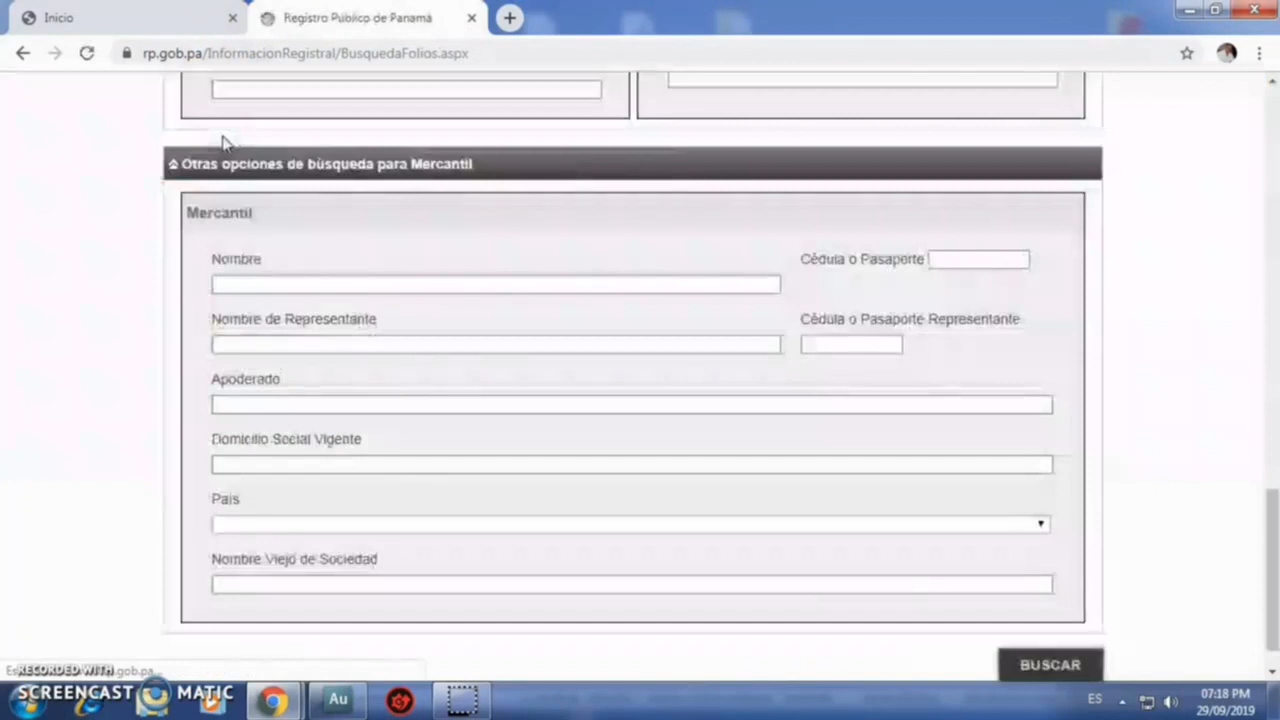 Inicio
Registro Público de Panamá
rp.gob.pa/InformacionRegistral/BusquedaFolios.aspx
Otras opciones de búsqueda para Mercantil
Mercantil
Nombre
Cédula o Pasaporte
Nombre de Representante
Cédula o Pasaporte Representante
Apoderado
Domicilio Social Vigente
País
Nombre Viejo de Sociedad
BUSCAR
RECORDED WITH
.gob.pa...
SCREENCAST MATIC
Au
ES
07:18 PM
29/09/2019